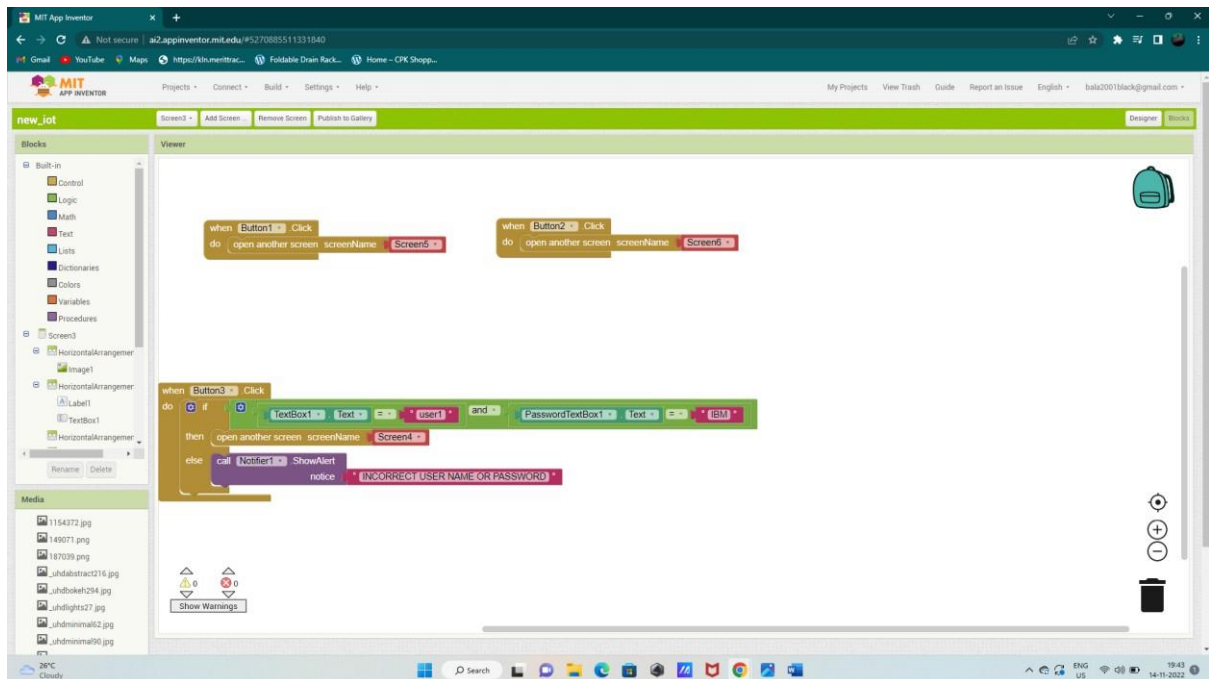 MIT App Inventor
Not secure | ai2.appinventor.mit.edu/#5270885511331840
Gmail YouTube Maps https://kln.merittrac... Foldable Drain Rack... Home – CPK Shopp...
MIT
APP INVENTOR
Projects Connect Build Settings Help My Projects View Trash Guide Report an Issue English bala2001black@gmail.com
new_iot Screen3 Add Screen ... Remove Screen Publish to Gallery Designer Blocks
Blocks Viewer
Built-in
Control
Logic
Math
Text
Lists
Dictionaries
Colors
Variables
Procedures
Screen3
HorizontalArrangemer
Image1
HorizontalArrangemer
Label1
TextBox1
HorizontalArrangemer
Rename Delete
Media
1154372.jpg
149071.png
187039.png
_uhdabstract216.jpg
_uhdbokeh294.jpg
_uhdlights27.jpg
_uhdminimal62.jpg
_uhdminimal90.jpg
when Button1 .Click
do open another screen screenName Screen5
when Button2 .Click
do open another screen screenName Screen6
when Button3 .Click
do if TextBox1 . Text = " user1 " and PasswordTextBox1 . Text = " IBM "
then open another screen screenName Screen4
else call Notifier1 .ShowAlert
notice " INCORRECT USER NAME OR PASSWORD "
0 0
Show Warnings
26°C
Cloudy
Search
ENG
US
19:43
14-11-2022